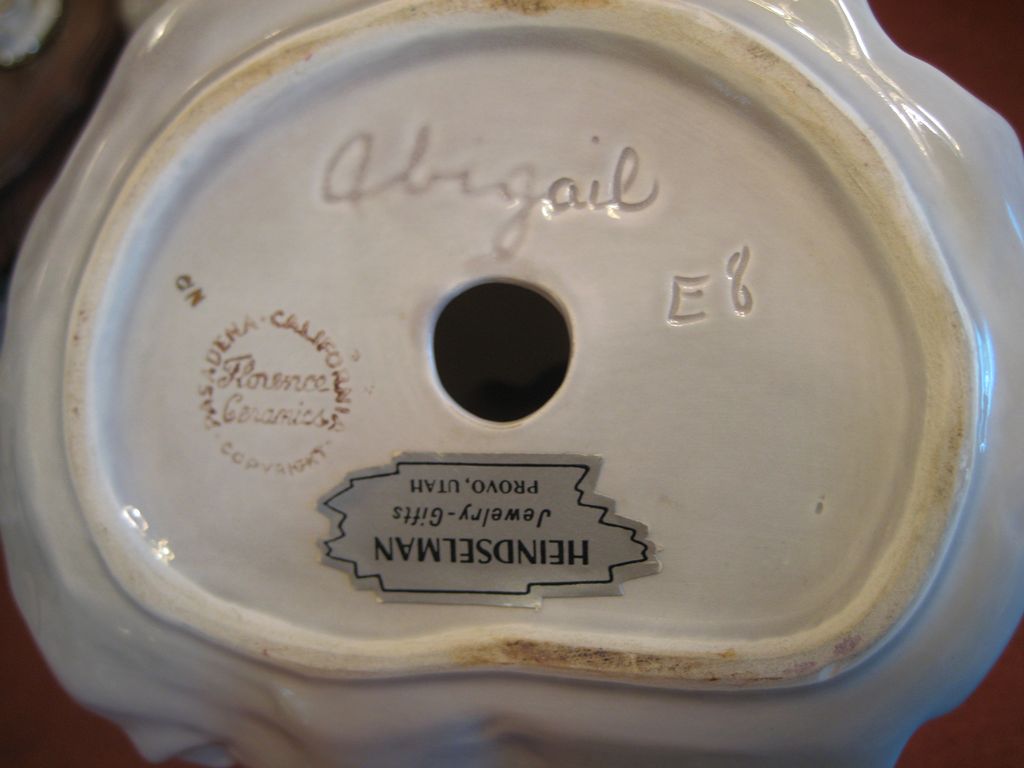 Abigail
E8
PASADENA · CALIFORNIA
Florence
Ceramics
· COPYRIGHT ·
HEINDSELMAN
Jewelry-Gifts
PROVO, UTAH